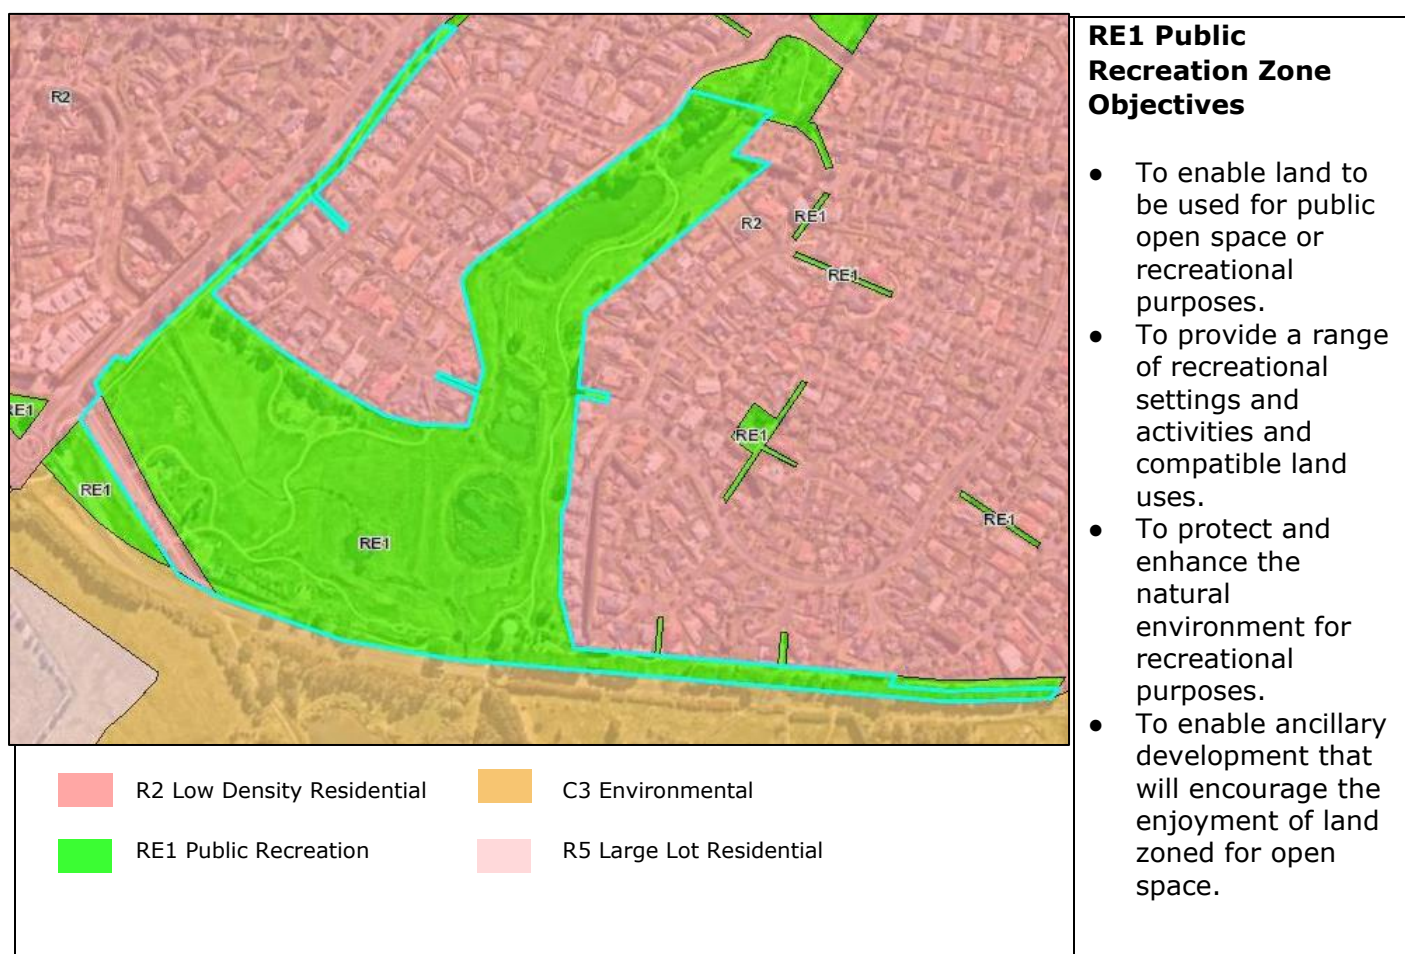 R2
R2
RE1
RE1
RE1
RE1
RE1
RE1
RE1
R2 Low Density Residential
C3 Environmental
RE1 Public Recreation
R5 Large Lot Residential
RE1 Public
Recreation Zone
Objectives
● To enable land to
be used for public
open space or
recreational
purposes.
● To provide a range
of recreational
settings and
activities and
compatible land
uses.
● To protect and
enhance the
natural
environment for
recreational
purposes.
● To enable ancillary
development that
will encourage the
enjoyment of land
zoned for open
space.